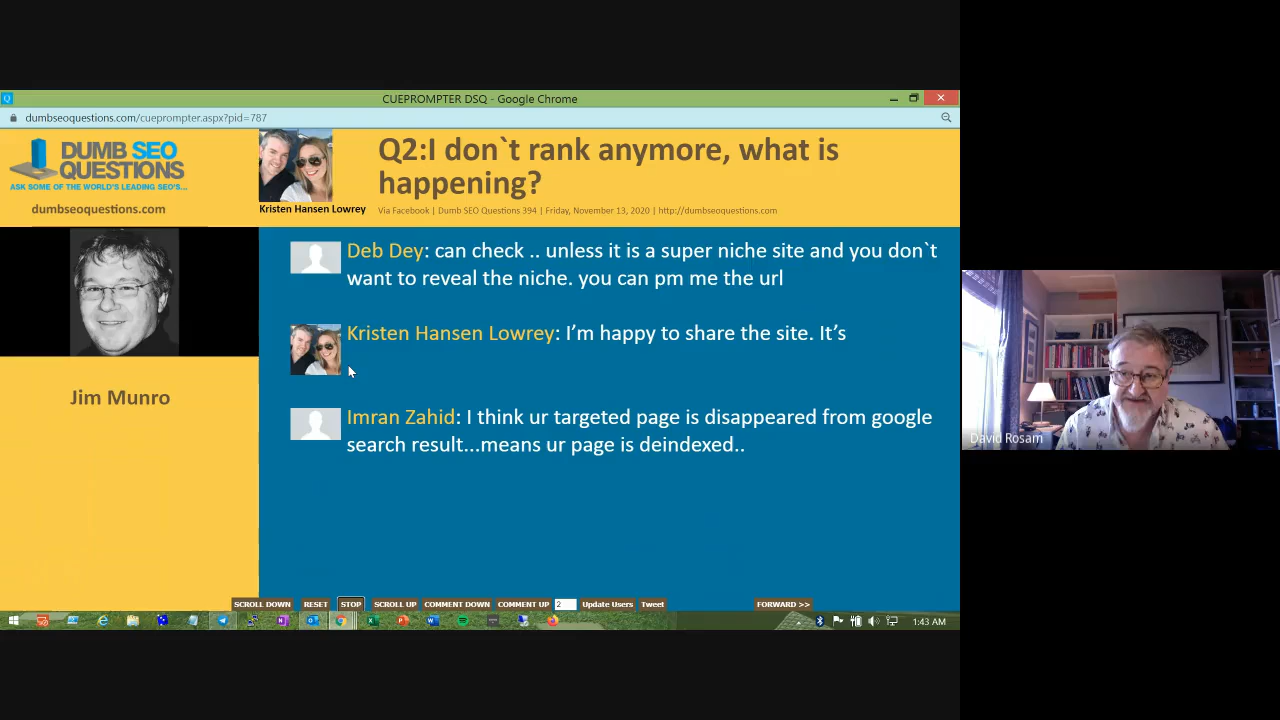 CUEPROMPTER DSQ - Google Chrome
dumbseoquestions.com/cueprompter.aspx?pid=787
DUMB SEO
QUESTIONS
ASK SOME OF THE WORLD'S LEADING SEO'S...
dumbseoquestions.com
Kristen Hansen Lowrey
Q2:I don`t rank anymore, what is
happening?
Via Facebook | Dumb SEO Questions 394 | Friday, November 13, 2020 | http://dumbseoquestions.com
Jim Munro
Deb Dey: can check .. unless it is a super niche site and you don`t
want to reveal the niche. you can pm me the url
Kristen Hansen Lowrey: I’m happy to share the site. It’s
Imran Zahid: I think ur targeted page is disappeared from google
search result...means ur page is deindexed..
David Rosam
SCROLL DOWN RESET STOP SCROLL UP COMMENT DOWN COMMENT UP 2 Update Users Tweet FORWARD >>
1:43 AM